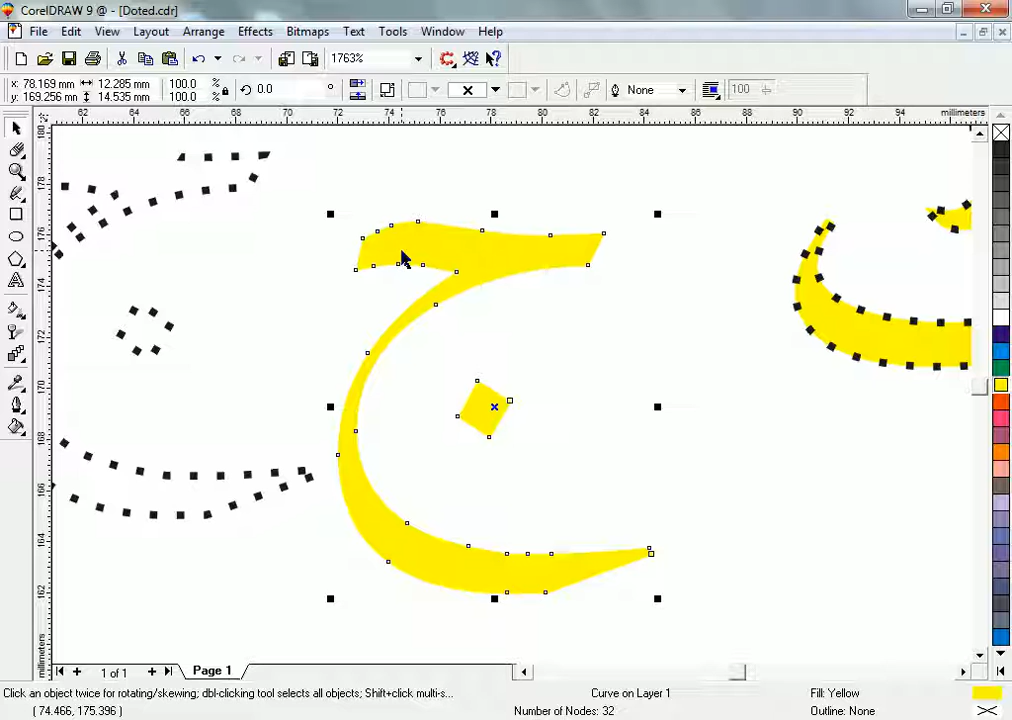 CorelDRAW 9 @ - [Doted.cdr]
File Edit View Layout Arrange Effects Bitmaps Text Tools Window Help
1763%
x: 78.169 mm 12.285 mm 100.0 % 0.0 ° None 100
y: 169.256 mm 14.535 mm 100.0 %
62 64 66 68 70 72 74 76 78 80 82 84 86 88 90 92 94 millimeters
180
178
176
174
172
170
168
166
164
162
millimeters
ج
1 of 1 Page 1
Click an object twice for rotating/skewing; dbl-clicking tool selects all objects; Shift+click multi-s... Curve on Layer 1 Fill: Yellow
( 74.466, 175.396 ) Number of Nodes: 32 Outline: None